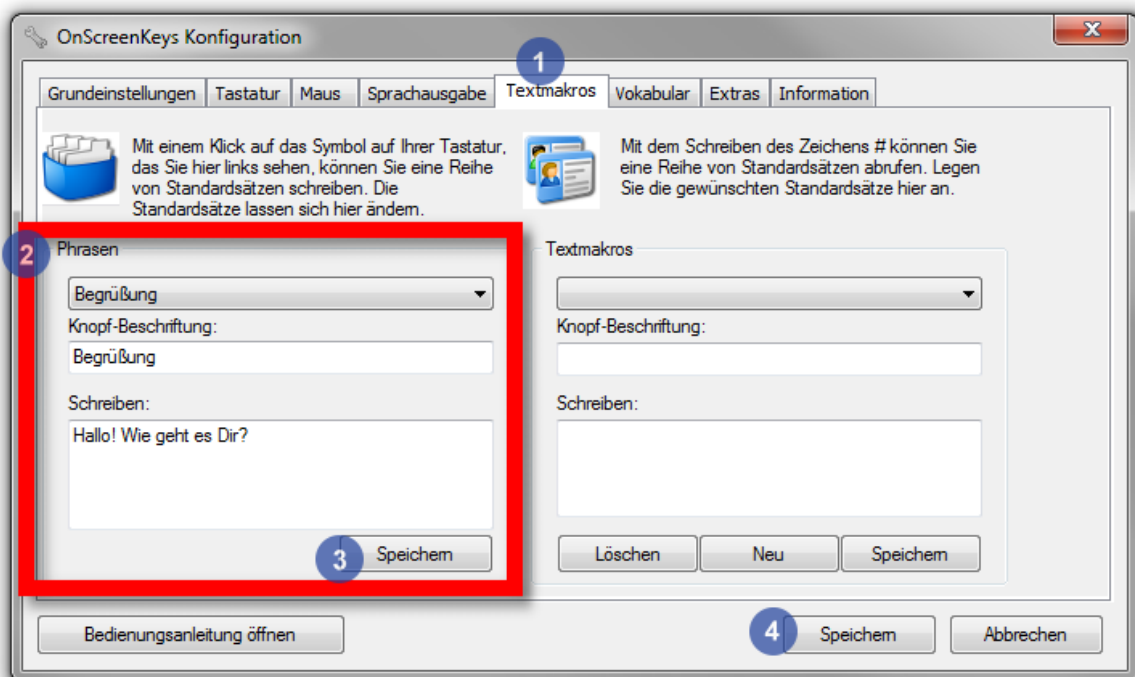 OnScreenKeys Konfiguration
1
Grundeinstellungen Tastatur Maus Sprachausgabe Textmakros Vokabular Extras Information
Mit einem Klick auf das Symbol auf Ihrer Tastatur,
das Sie hier links sehen, können Sie eine Reihe
von Standardsätzen schreiben. Die
Standardsätze lassen sich hier ändern.
Mit dem Schreiben des Zeichens # können Sie
eine Reihe von Standardsätzen abrufen. Legen
Sie die gewünschten Standardsätze hier an.
2
Phrasen
Begrüßung
Knopf-Beschriftung:
Begrüßung
Schreiben:
Hallo! Wie geht es Dir?
3
Speichern
Textmakros
Knopf-Beschriftung:
Schreiben:
Löschen Neu Speichern
Bedienungsanleitung öffnen
4
Speichern Abbrechen